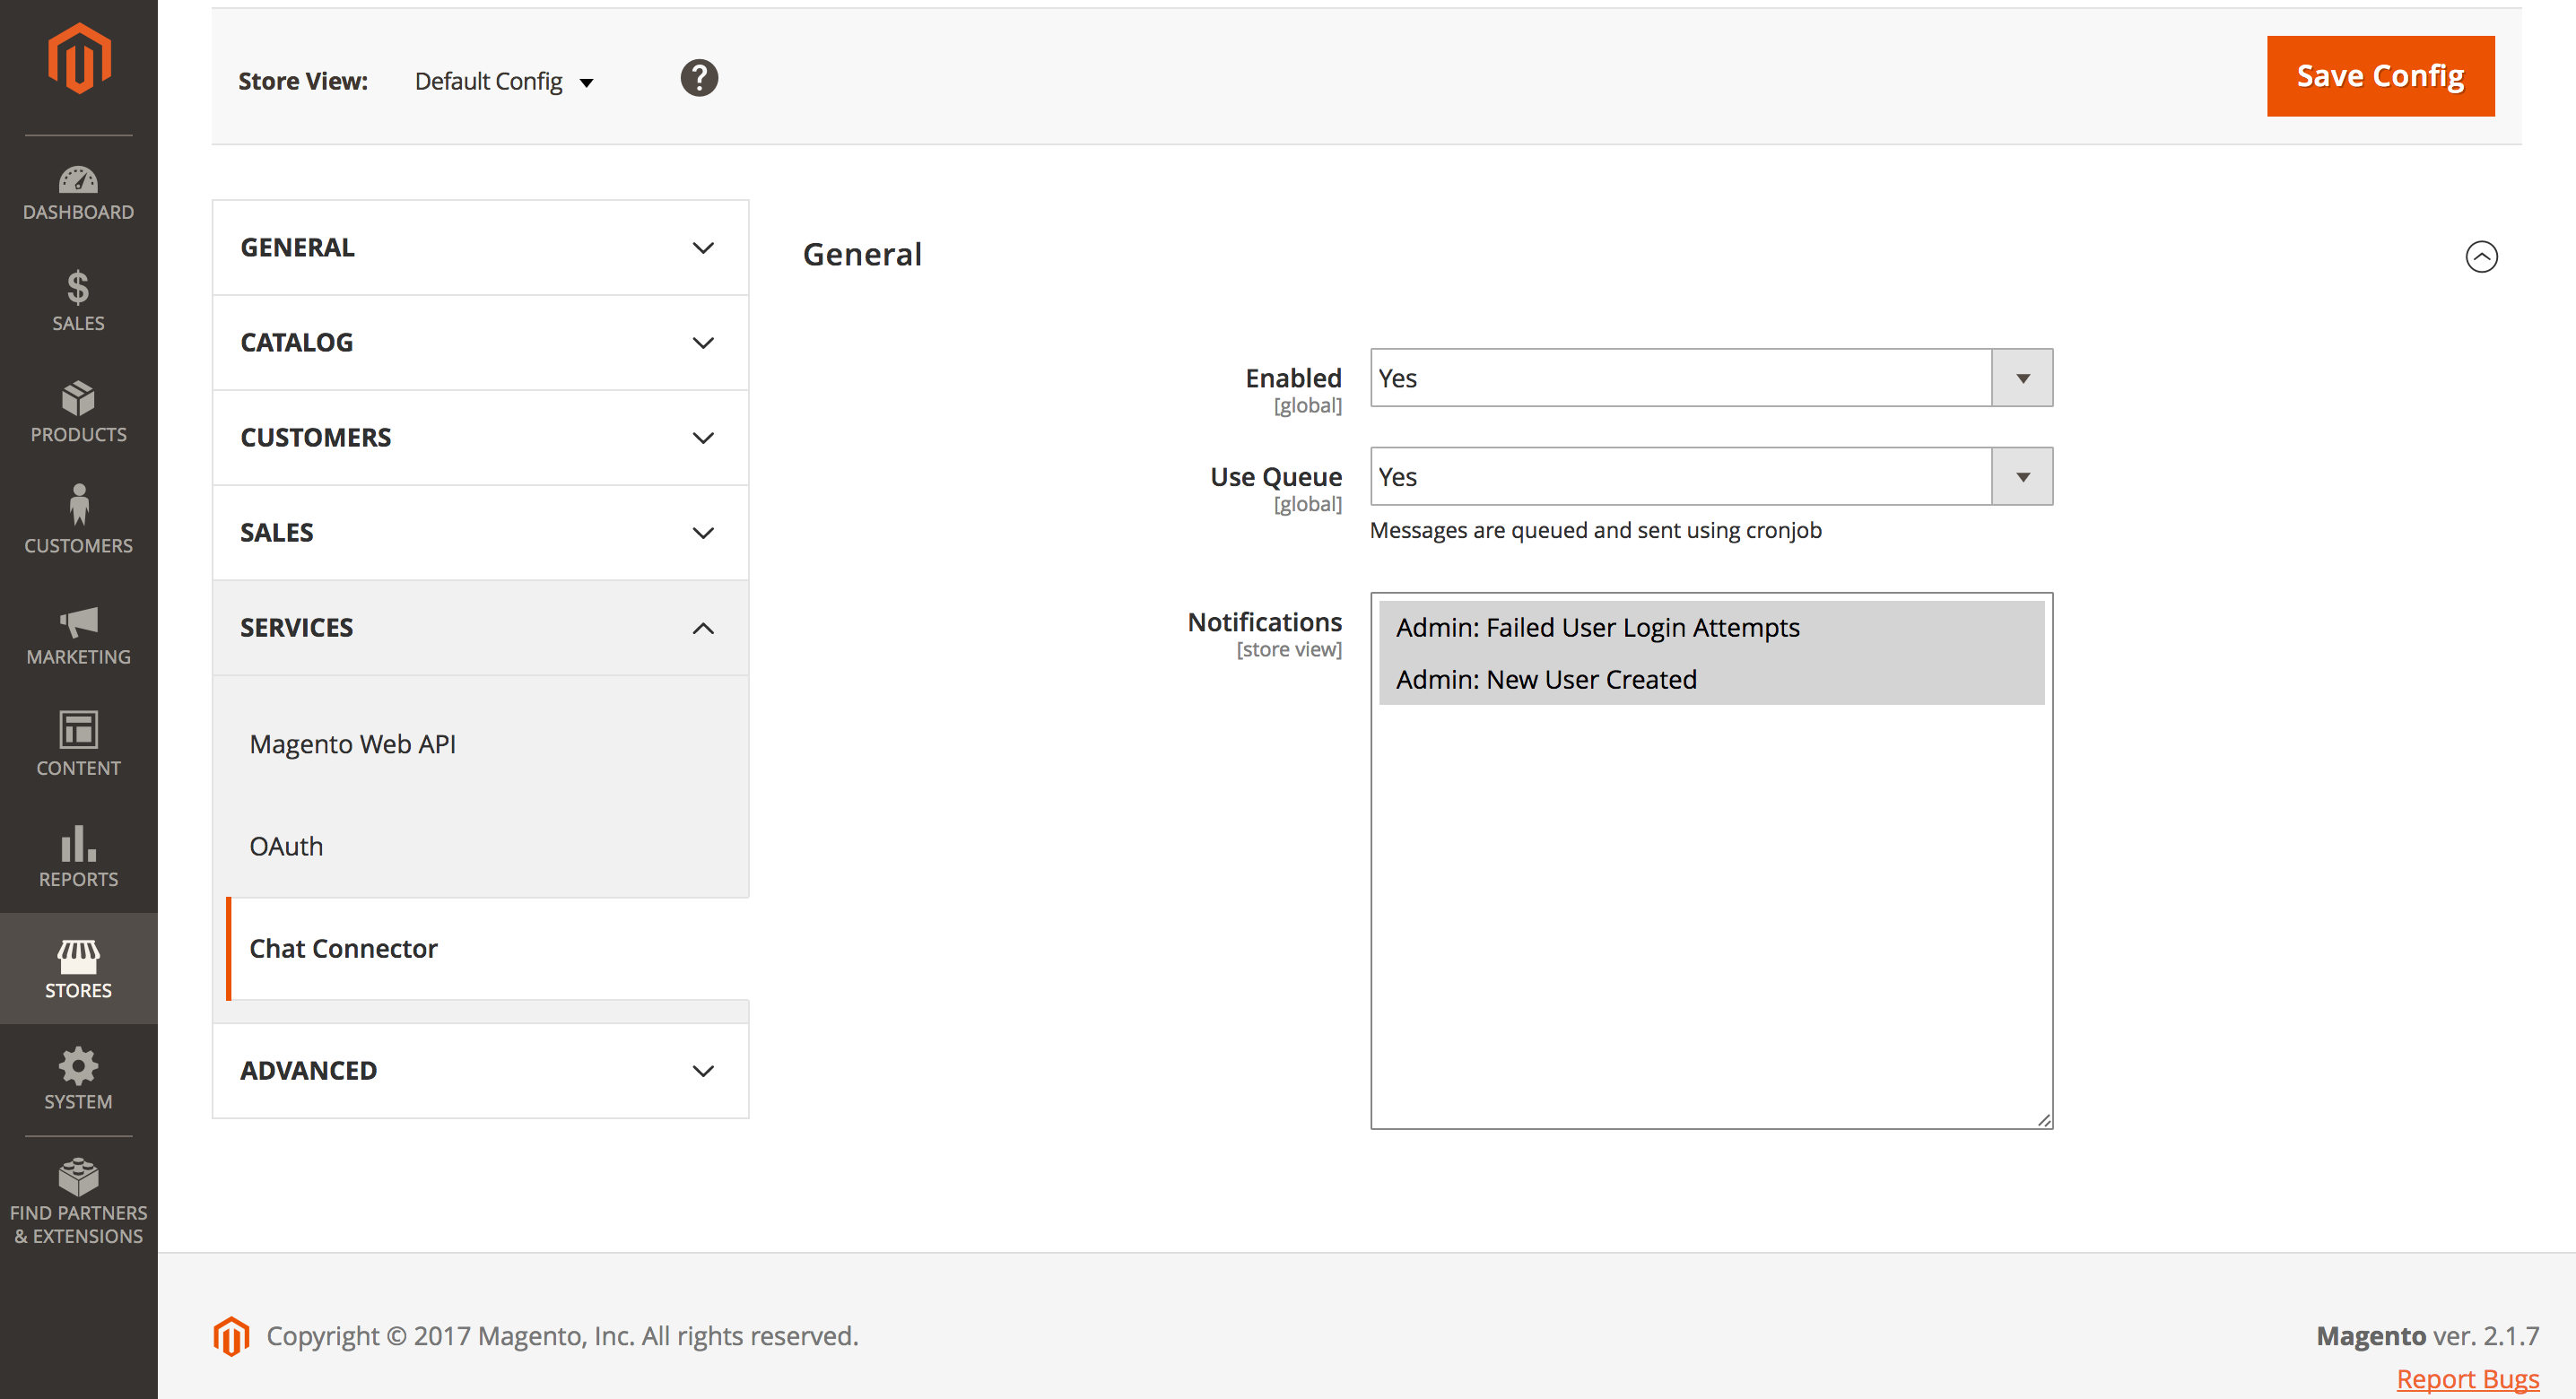 Store View: Default Config ?
Save Config
DASHBOARD
SALES
PRODUCTS
CUSTOMERS
MARKETING
CONTENT
REPORTS
STORES
SYSTEM
FIND PARTNERS
& EXTENSIONS
GENERAL
CATALOG
CUSTOMERS
SALES
SERVICES
Magento Web API
OAuth
Chat Connector
ADVANCED
General
Enabled Yes
[global]
Use Queue Yes
[global]
Messages are queued and sent using cronjob
Notifications
[store view]
Admin: Failed User Login Attempts
Admin: New User Created
Copyright © 2017 Magento, Inc. All rights reserved.
Magento ver. 2.1.7
Report Bugs